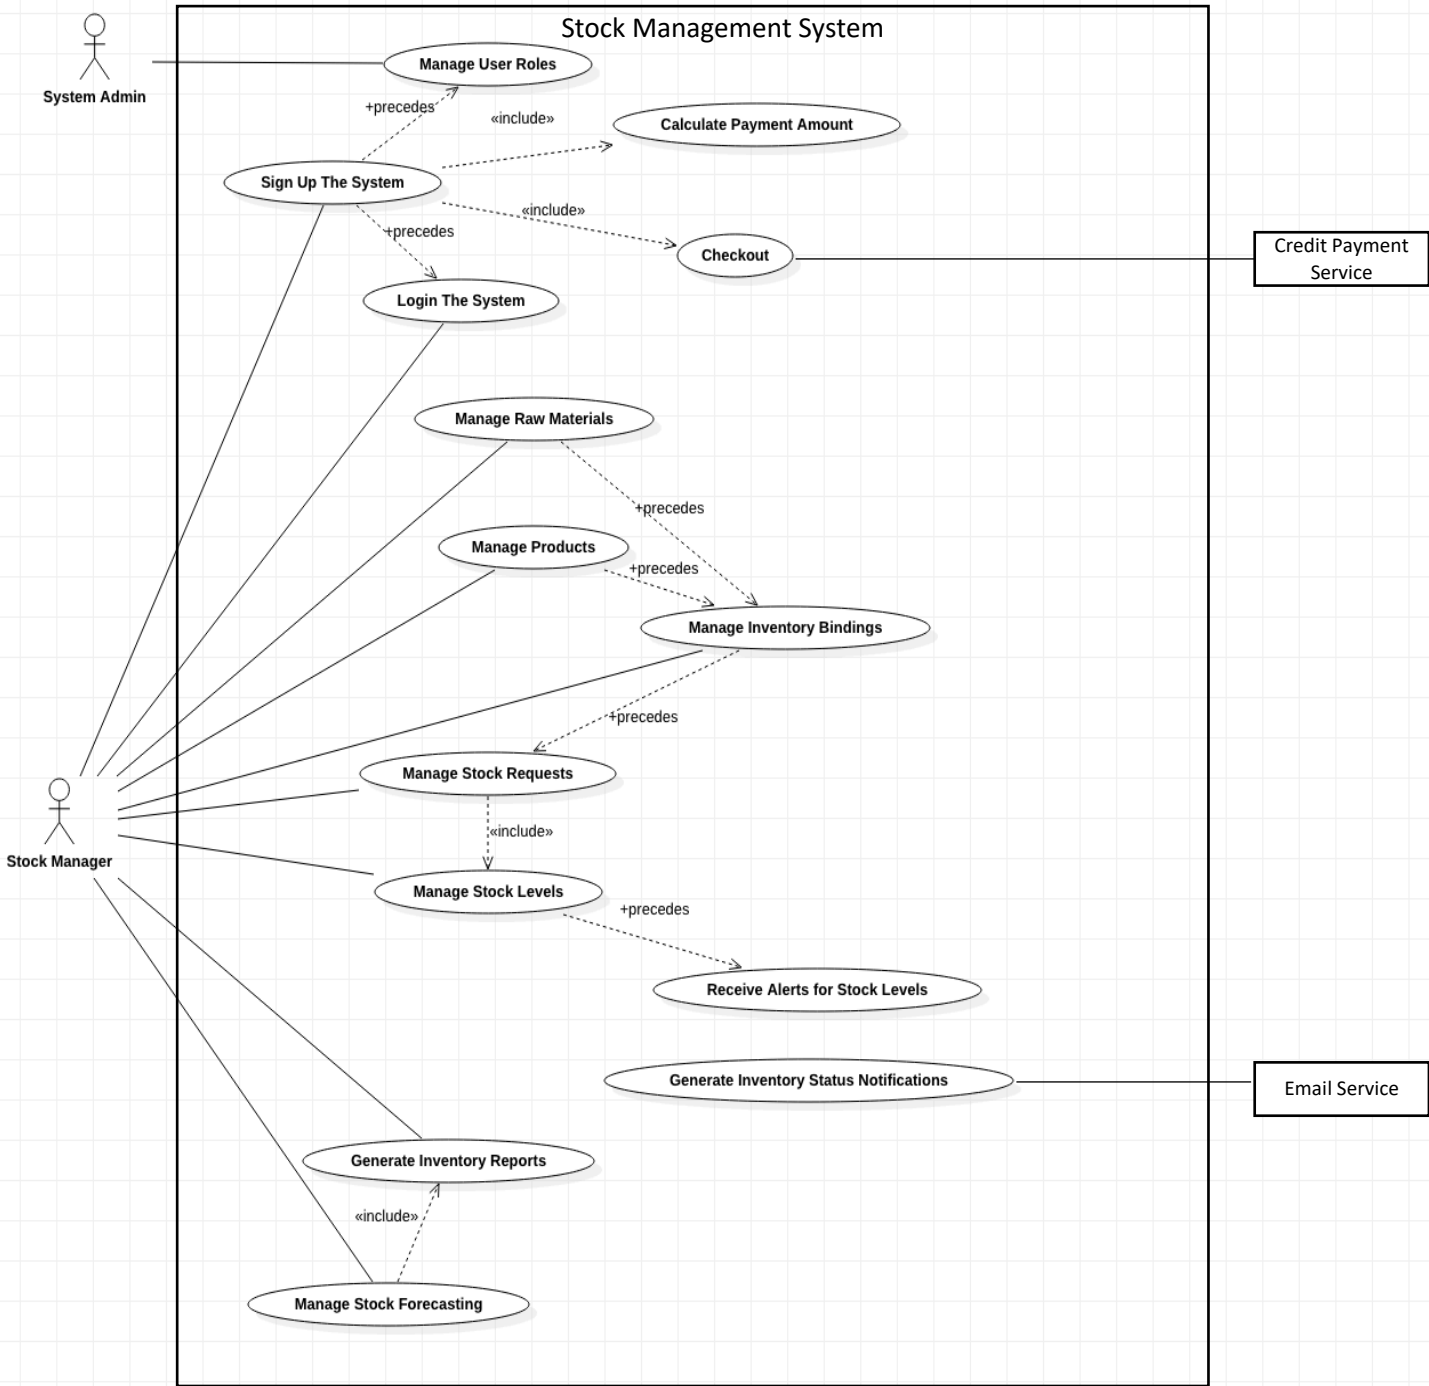 Stock Management System
System Admin
Manage User Roles
+precedes
«include»
Calculate Payment Amount
Sign Up The System
«include»
+precedes
Checkout
Credit Payment
Service
Login The System
Manage Raw Materials
+precedes
Manage Products
+precedes
Manage Inventory Bindings
+precedes
Manage Stock Requests
«include»
Stock Manager
Manage Stock Levels
+precedes
Receive Alerts for Stock Levels
Generate Inventory Status Notifications
Email Service
Generate Inventory Reports
«include»
Manage Stock Forecasting